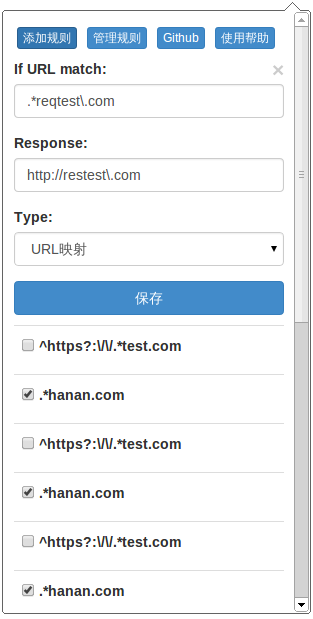 添加规则 管理规则 Github 使用帮助
If URL match: ×
.*reqtest\.com
Response:
http://restest\.com
Type:
URL映射
保存
^https?:\/\/.*test.com
.*hanan.com
^https?:\/\/.*test.com
.*hanan.com
^https?:\/\/.*test.com
.*hanan.com